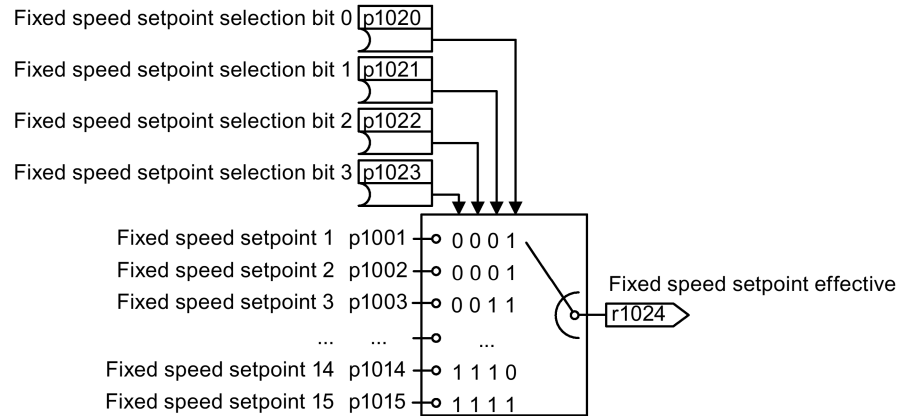 Fixed speed setpoint selection bit 0 p1020
Fixed speed setpoint selection bit 1 p1021
Fixed speed setpoint selection bit 2 p1022
Fixed speed setpoint selection bit 3 p1023
Fixed speed setpoint 1 p1001 0 0 0 1
Fixed speed setpoint 2 p1002 0 0 0 1
Fixed speed setpoint 3 p1003 0 0 1 1
Fixed speed setpoint effective
r1024
... ... ...
Fixed speed setpoint 14 p1014 1 1 1 0
Fixed speed setpoint 15 p1015 1 1 1 1